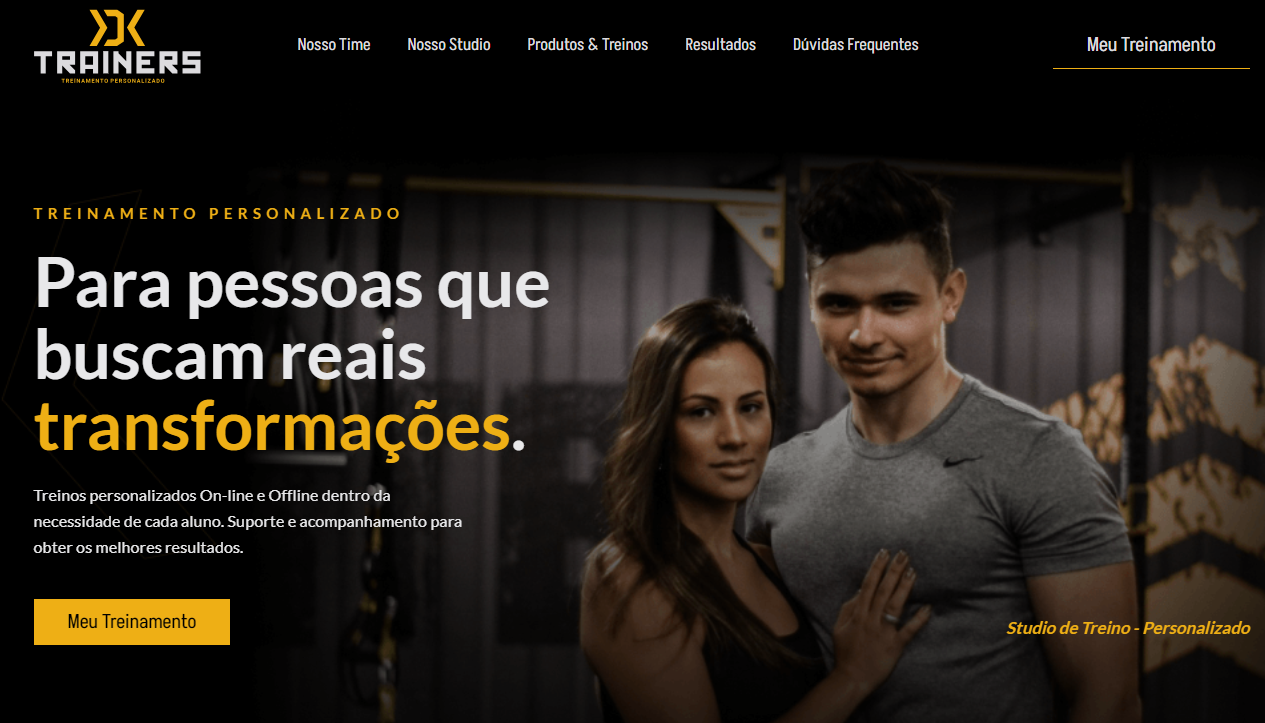 TRAINERS
TREINAMENTO PERSONALIZADO
Nosso Time
Nosso Studio
Produtos & Treinos
Resultados
Dúvidas Frequentes
Meu Treinamento
TREINAMENTO PERSONALIZADO
Para pessoas que
buscam reais
transformações.
Treinos personalizados On-line e Offline dentro da
necessidade de cada aluno. Suporte e acompanhamento para
obter os melhores resultados.
Meu Treinamento
Studio de Treino - Personalizado